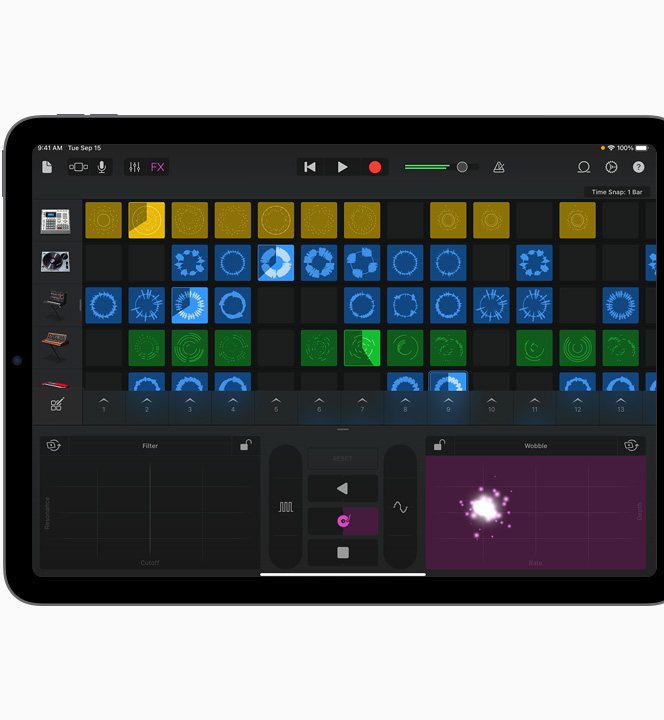 9:41 AM Tue Sep 15
100%
FX
?
Time Snap: 1 Bar
1 2 3 4 5 6 7 8 9 10 11 12 13
Filter
RESET
Wobble
Resonance
Depth
Cutoff
Rate